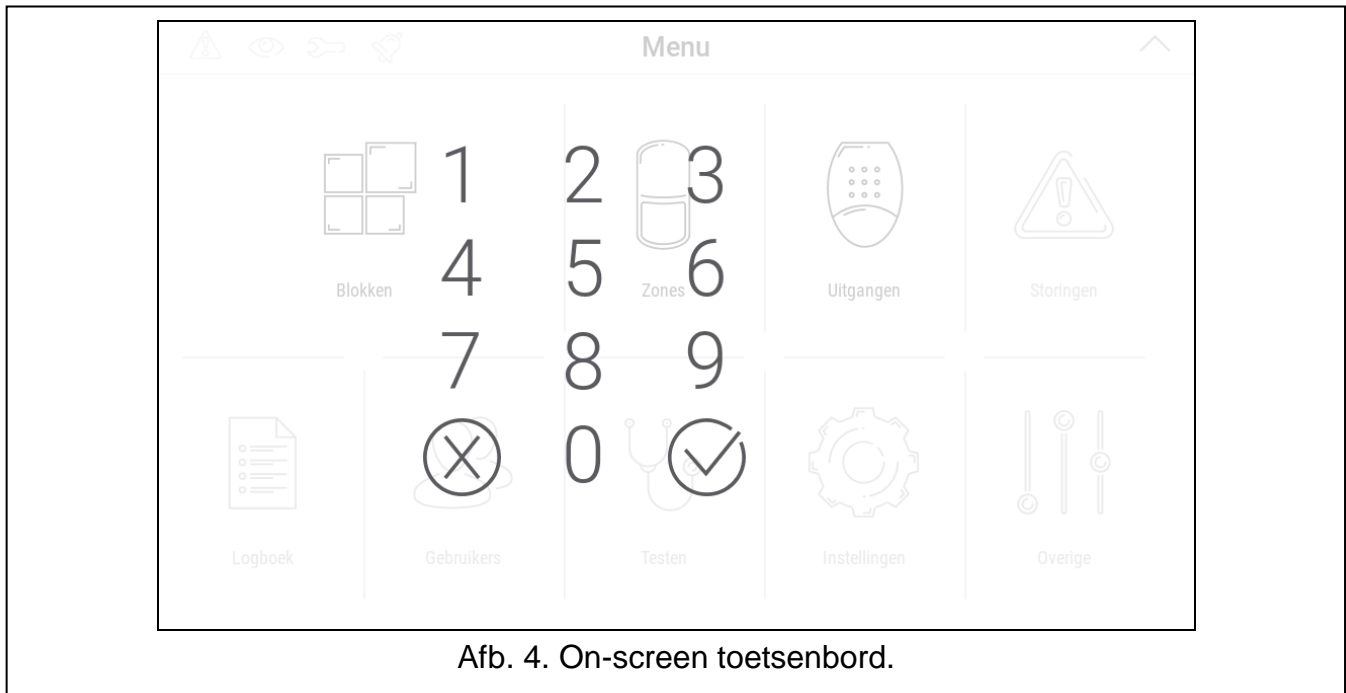 Menu
1 2 3
4 5 6
Blokken Zones Uitgangen Storingen
7 8 9
0
Logboek Gebruikers Testen Instellingen Overige
Afb. 4. On-screen toetsenbord.